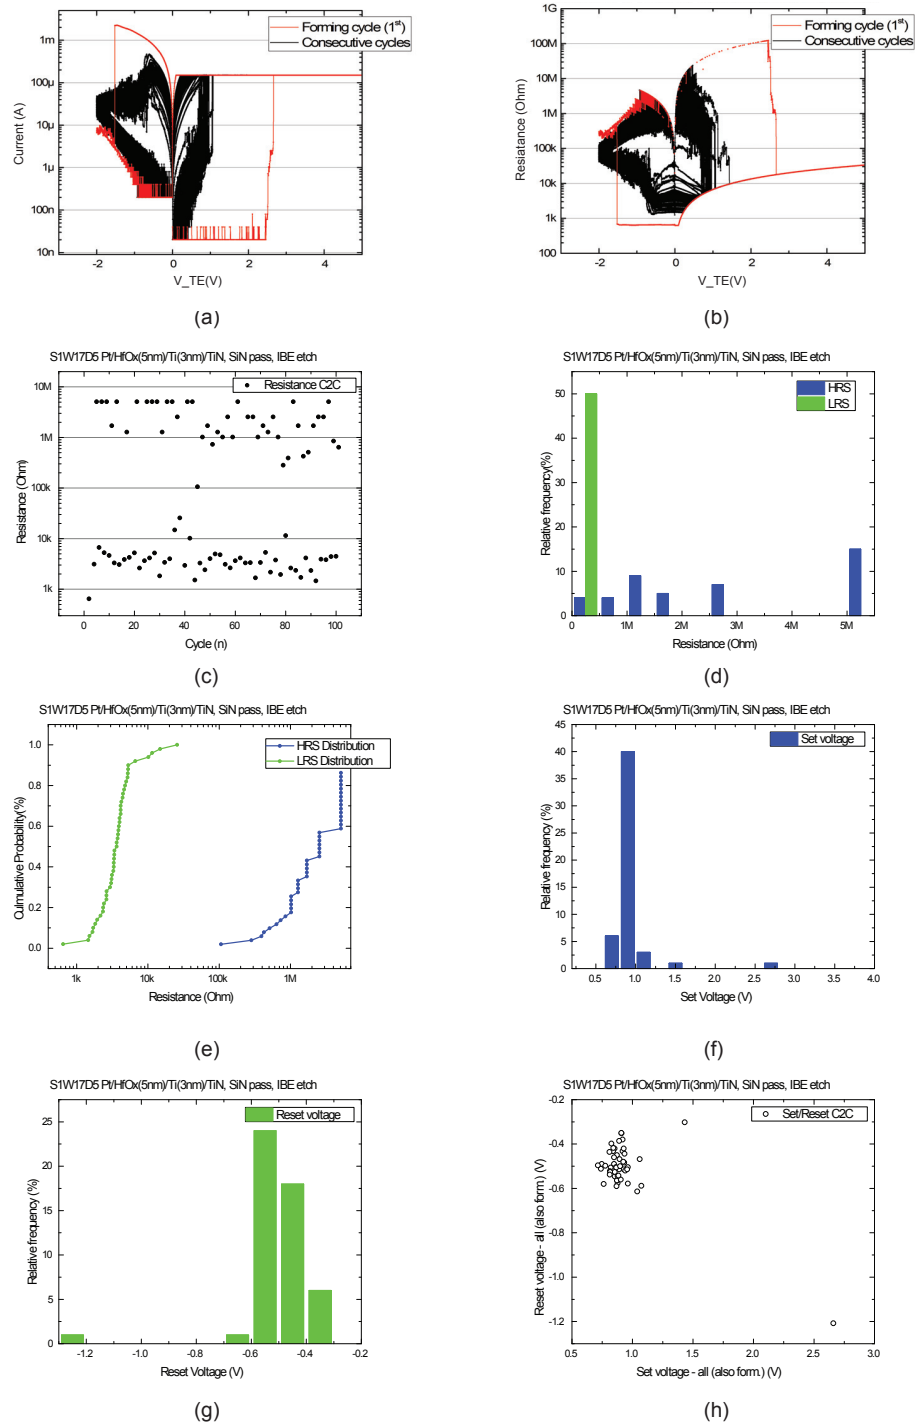 Forming cycle (1st)
Consecutive cycles
1m
100µ
10µ
1µ
100n
10n
Current (A)
-2
0
2
4
V_TE(V)
(a)
Forming cycle (1st)
Consecutive cycles
1G
100M
10M
1M
100k
10k
1k
100
Resiatance (Ohm)
-2
0
2
4
V_TE(V)
(b)
S1W17D5 Pt/HfOx(5nm)/Ti(3nm)/TiN, SiN pass, IBE etch
Resistance C2C
10M
1M
100k
10k
1k
Resistance (Ohm)
0
20
40
60
80
100
Cycle (n)
(c)
S1W17D5 Pt/HfOx(5nm)/Ti(3nm)/TiN, SiN pass, IBE etch
HRS
LRS
50
40
30
20
10
0
Relative frequency(%)
0
1M
2M
3M
4M
5M
Resistance (Ohm)
(d)
S1W17D5 Pt/HfOx(5nm)/Ti(3nm)/TiN, SiN pass, IBE etch
HRS Distribution
LRS Distribution
1.0
0.8
0.6
0.4
0.2
0.0
Culmulative Probability(%)
1k
10k
100k
1M
Resistance (Ohm)
(e)
S1W17D5 Pt/HfOx(5nm)/Ti(3nm)/TiN, SiN pass, IBE etch
Set voltage
45
40
35
30
25
20
15
10
5
0
Relative frequency(%)
0.5
1.0
1.5
2.0
2.5
3.0
3.5
4.0
Set Voltage (V)
(f)
S1W17D5 Pt/HfOx(5nm)/Ti(3nm)/TiN, SiN pass, IBE etch
Reset voltage
25
20
15
10
5
0
Relative frequency (%)
-1.2
-1.0
-0.8
-0.6
-0.4
-0.2
Reset Voltage (V)
(g)
S1W17D5 Pt/HfOx(5nm)/Ti(3nm)/TiN, SiN pass, IBE etch
Set/Reset C2C
-0.2
-0.4
-0.6
-0.8
-1.0
-1.2
Reset voltage - all (also form.) (V)
0.5
1.0
1.5
2.0
2.5
3.0
Set voltage - all (also form.) (V)
(h)